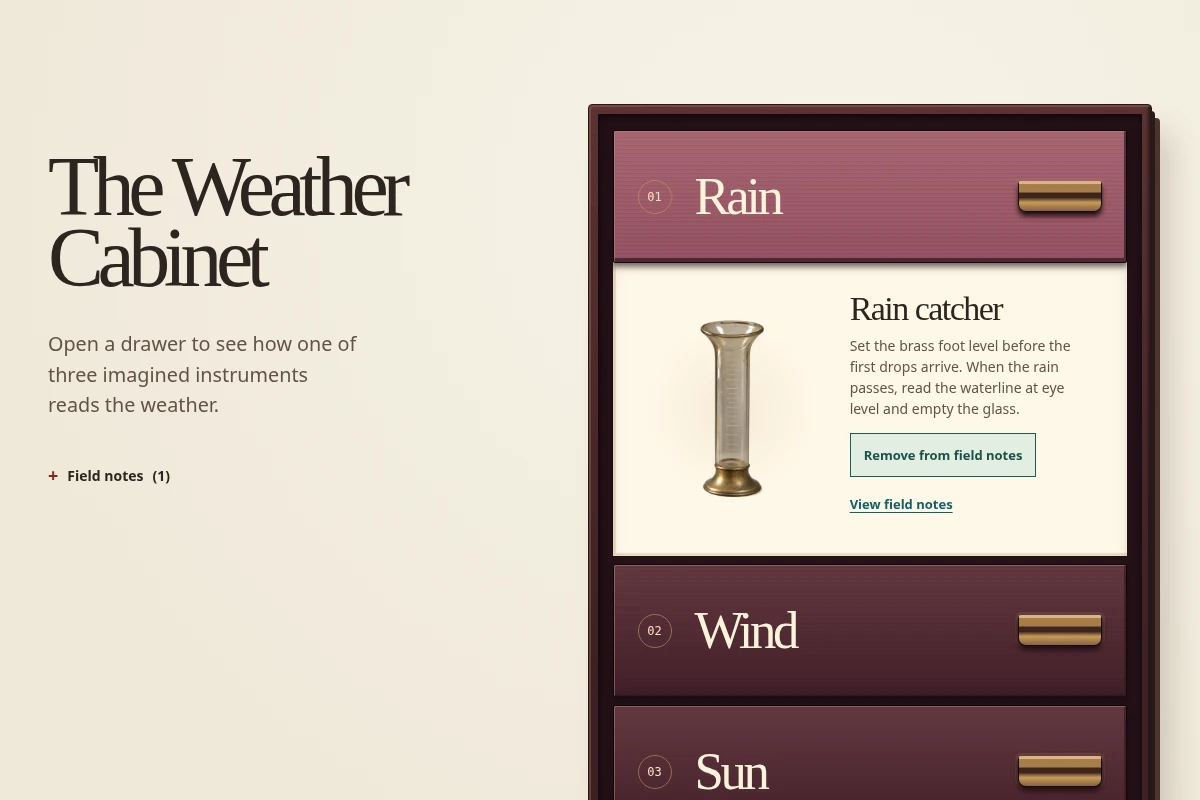 The Weather
Cabinet
Open a drawer to see how one of
three imagined instruments
reads the weather.
+ Field notes (1)
01 Rain
Rain catcher
Set the brass foot level before the
first drops arrive. When the rain
passes, read the waterline at eye
level and empty the glass.
Remove from field notes
View field notes
02 Wind
03 Sun